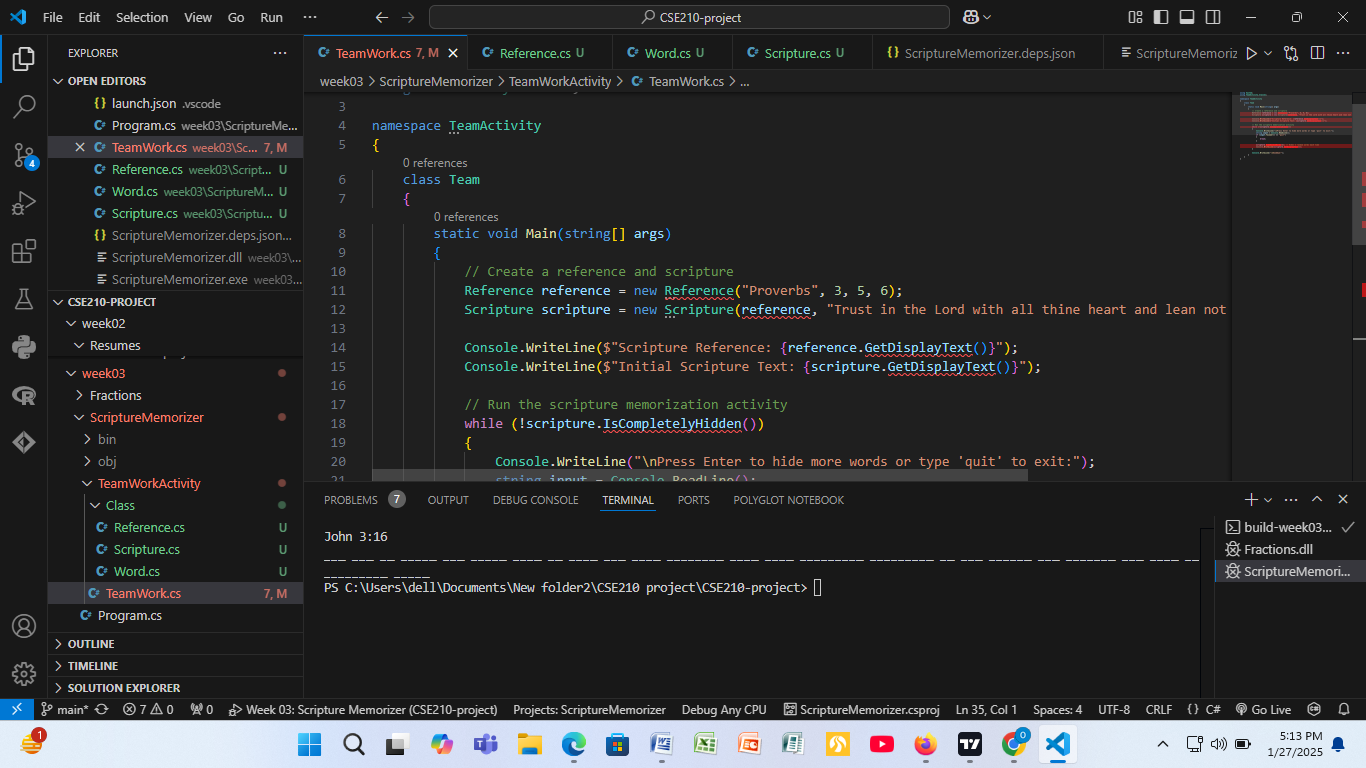 File Edit Selection View Go Run ··· CSE210-project
EXPLORER ···
OPEN EDITORS
{} launch.json .vscode
C# Program.cs week03\ScriptureMe...
C# TeamWork.cs week03\Sc... 7, M
C# Reference.cs week03\Script... U
C# Word.cs week03\ScriptureM... U
C# Scripture.cs week03\Scriptu... U
{} ScriptureMemorizer.deps.json...
ScriptureMemorizer.dll week03\...
ScriptureMemorizer.exe week03...
CSE210-PROJECT
week02
Resumes
week03
Fractions
ScriptureMemorizer
bin
obj
TeamWorkActivity
Class
C# Reference.cs U
C# Scripture.cs U
C# Word.cs U
C# TeamWork.cs 7, M
C# Program.cs
OUTLINE
TIMELINE
SOLUTION EXPLORER
4
C# TeamWork.cs 7, M C# Reference.cs U C# Word.cs U C# Scripture.cs U {} ScriptureMemorizer.deps.json ScriptureMemoriz ···
week03 > ScriptureMemorizer > TeamWorkActivity > C# TeamWork.cs > ...
3
4 namespace TeamActivity
5 {
0 references
6 class Team
7 {
0 references
8 static void Main(string[] args)
9 {
10 // Create a reference and scripture
11 Reference reference = new Reference("Proverbs", 3, 5, 6);
12 Scripture scripture = new Scripture(reference, "Trust in the Lord with all thine heart and lean not
13
14 Console.WriteLine($"Scripture Reference: {reference.GetDisplayText()}");
15 Console.WriteLine($"Initial Scripture Text: {scripture.GetDisplayText()}");
16
17 // Run the scripture memorization activity
18 while (!scripture.IsCompletelyHidden())
19 {
20 Console.WriteLine("\nPress Enter to hide more words or type 'quit' to exit:");
21 string input = Console.ReadLine();
PROBLEMS 7 OUTPUT DEBUG CONSOLE TERMINAL PORTS POLYGLOT NOTEBOOK ···
John 3:16
___ ___ __ _____ ___ _____ ____ __ ____ ___ ________ ____ ____ _________ _________ __ ___ ______ ___ _______ ___ ____ __
_________ _____
PS C:\Users\dell\Documents\New folder2\CSE210 project\CSE210-project>
build-week03...
Fractions.dll
ScriptureMemori...
main* 7 0 0 Week 03: Scripture Memorizer (CSE210-project) Projects: ScriptureMemorizer Debug Any CPU ScriptureMemorizer.csproj Ln 35, Col 1 Spaces: 4 UTF-8 CRLF {} C# Go Live
1
0
5:13 PM
1/27/2025